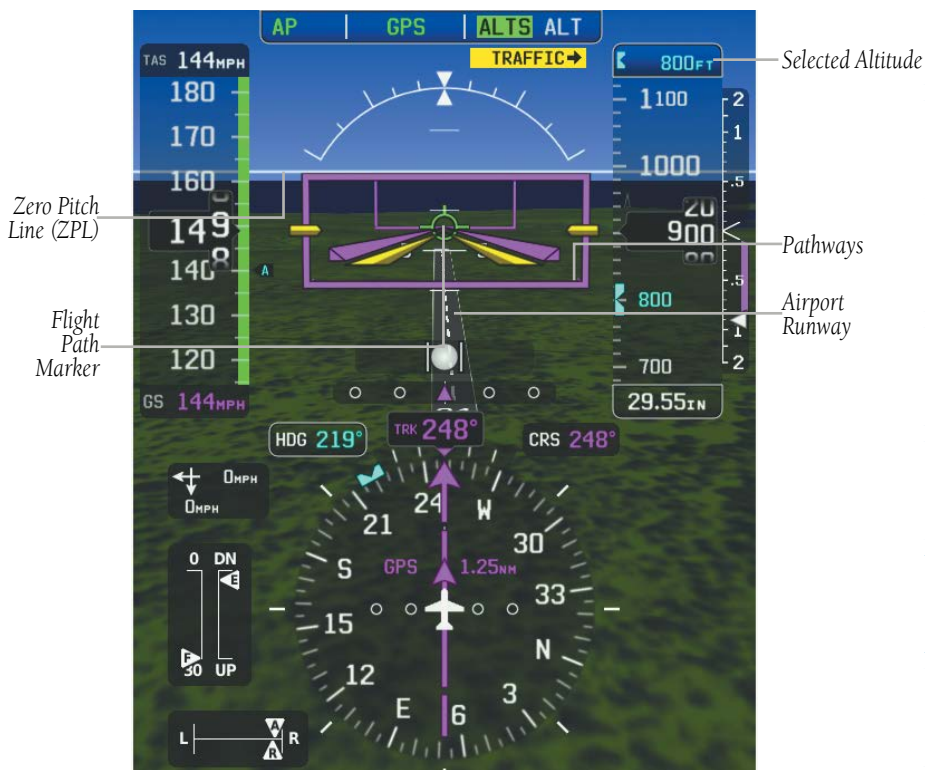 AP GPS ALTS ALT
TRAFFIC→
TAS 144MPH
800FT
Selected Altitude
180
170
160
149
8
140
130
120
GS 144MPH
1100
1000
20
900
80
800
700
29.55IN
2
1
.5
.5
1
2
Zero Pitch
Line (ZPL)
Pathways
Airport
Runway
Flight
Path
Marker
A
HDG 219°
TRK 248°
CRS 248°
0MPH
0MPH
21
24
W
30
33
N
3
6
E
12
15
S
GPS 1.25NM
0 DN
E
F
30 UP
L R
A
R